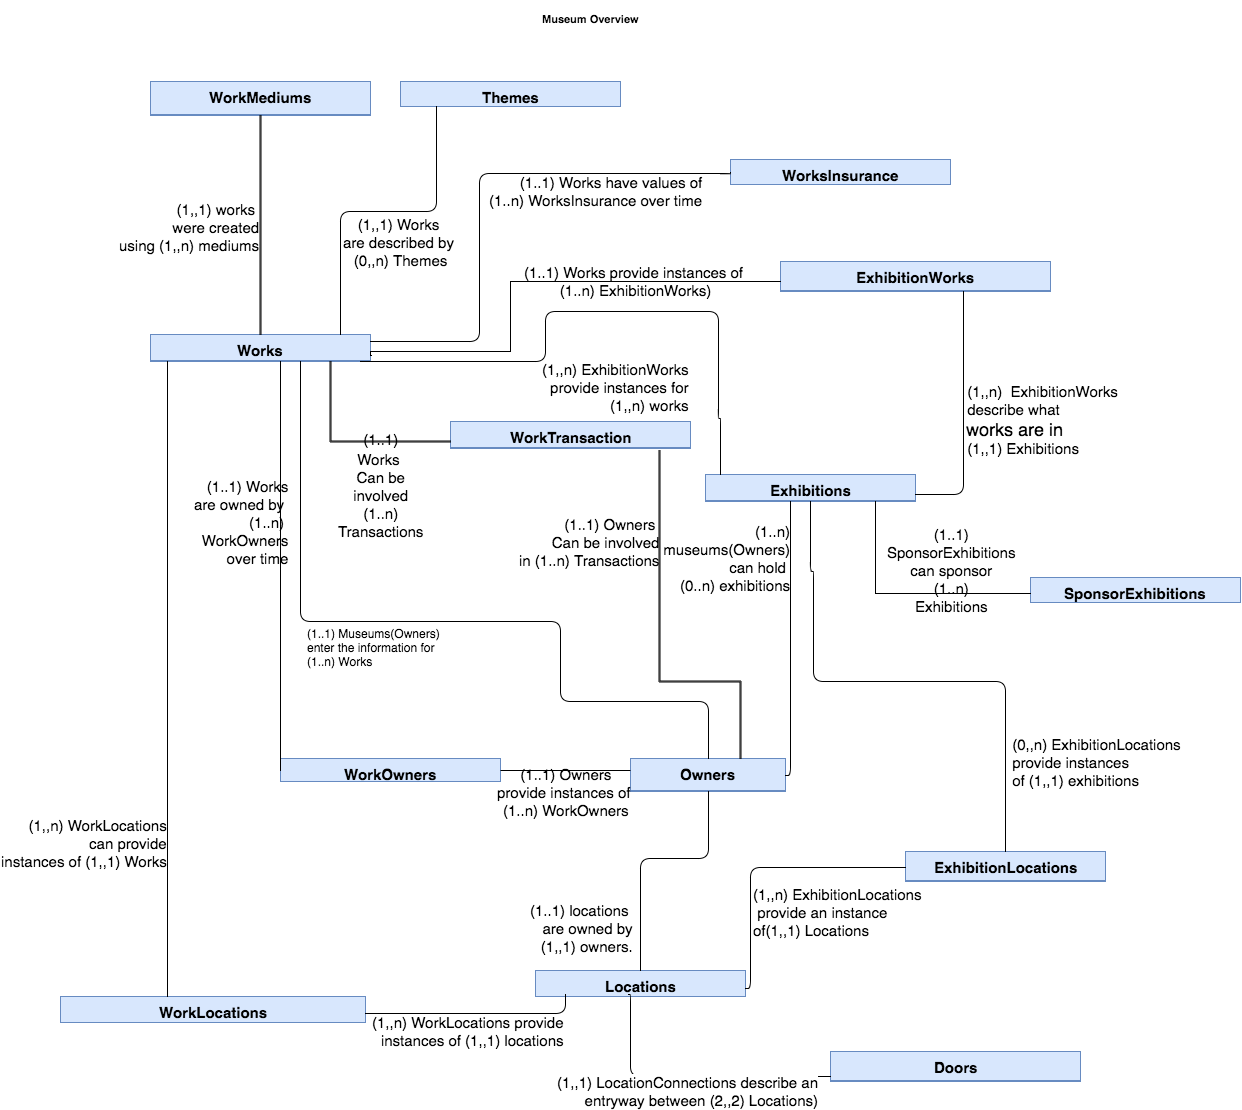 Museum Overview
WorkMediums
Themes
WorksInsurance
(1..1) Works have values of
(1..n) WorksInsurance over time
(1,,1) works
were created
using (1,,n) mediums
(1,,1) Works
are described by
(0,,n) Themes
(1..1) Works provide instances of
(1..n) ExhibitionWorks)
ExhibitionWorks
Works
(1,,n) ExhibitionWorks
provide instances for
(1,,n) works
(1,,n) ExhibitionWorks
describe what
works are in
(1,,1) Exhibitions
WorkTransaction
(1..1)
Works
Can be
involved
(1..n)
Transactions
Exhibitions
(1..1) Works
are owned by
(1..n)
WorkOwners
over time
(1..1) Owners
Can be involved
in (1..n) Transactions
(1..n)
museums(Owners)
can hold
(0..n) exhibitions
(1..1)
SponsorExhibitions
can sponsor
(1..n)
Exhibitions
SponsorExhibitions
(1..1) Museums(Owners)
enter the information for
(1..n) Works
WorkOwners
(1..1) Owners
provide instances of
(1..n) WorkOwners
Owners
(0,,n) ExhibitionLocations
provide instances
of (1,,1) exhibitions
(1,,n) WorkLocations
can provide
instances of (1,,1) Works
ExhibitionLocations
(1,,n) ExhibitionLocations
provide an instance
of(1,,1) Locations
(1..1) locations
are owned by
(1,,1) owners.
Locations
WorkLocations
(1,,n) WorkLocations provide
instances of (1,,1) locations
Doors
(1,,1) LocationConnections describe an
entryway between (2,,2) Locations)